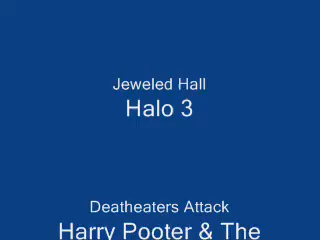 Jeweled Hall
Halo 3
Deatheaters Attack
Harry Pooter & The